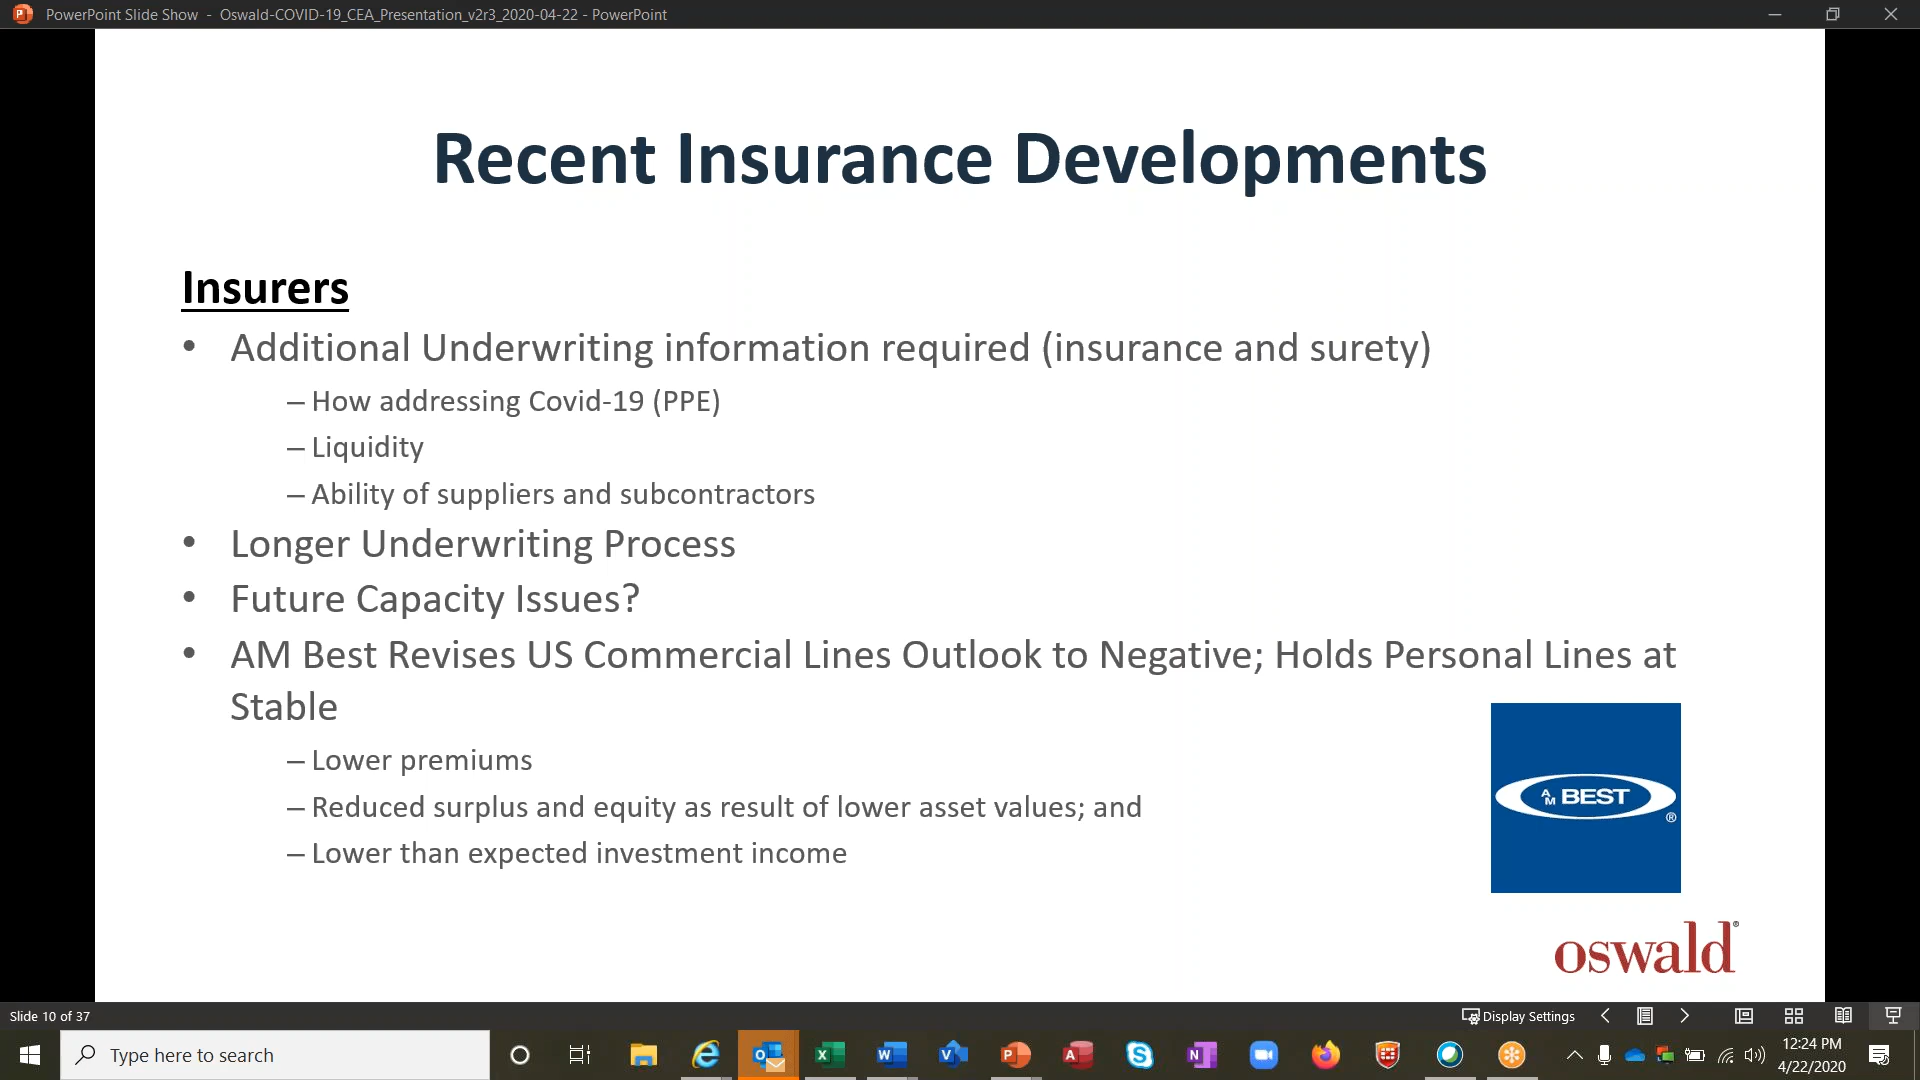 PowerPoint Slide Show - Oswald-COVID-19_CEA_Presentation_v2r3_2020-04-22 - PowerPoint
Recent Insurance Developments
Insurers
• Additional Underwriting information required (insurance and surety)
– How addressing Covid-19 (PPE)
– Liquidity
– Ability of suppliers and subcontractors
• Longer Underwriting Process
• Future Capacity Issues?
• AM Best Revises US Commercial Lines Outlook to Negative; Holds Personal Lines at
Stable
– Lower premiums
– Reduced surplus and equity as result of lower asset values; and
– Lower than expected investment income
AM BEST ®
oswald®
Slide 10 of 37
Display Settings
Type here to search
12:24 PM
4/22/2020